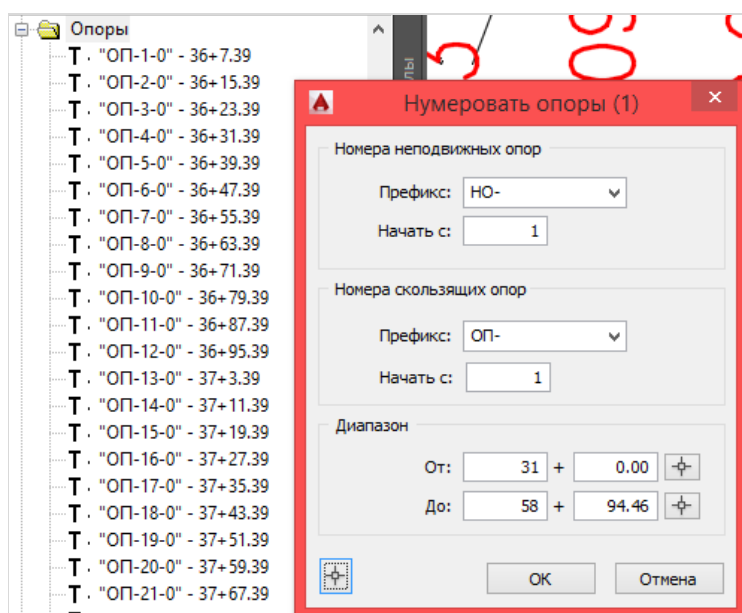 Опоры
"ОП-1-0" - 36+7.39
"ОП-2-0" - 36+15.39
"ОП-3-0" - 36+23.39
"ОП-4-0" - 36+31.39
"ОП-5-0" - 36+39.39
"ОП-6-0" - 36+47.39
"ОП-7-0" - 36+55.39
"ОП-8-0" - 36+63.39
"ОП-9-0" - 36+71.39
"ОП-10-0" - 36+79.39
"ОП-11-0" - 36+87.39
"ОП-12-0" - 36+95.39
"ОП-13-0" - 37+3.39
"ОП-14-0" - 37+11.39
"ОП-15-0" - 37+19.39
"ОП-16-0" - 37+27.39
"ОП-17-0" - 37+35.39
"ОП-18-0" - 37+43.39
"ОП-19-0" - 37+51.39
"ОП-20-0" - 37+59.39
"ОП-21-0" - 37+67.39
Нумеровать опоры (1)
Номера неподвижных опор
Префикс: НО-
Начать с: 1
Номера скользящих опор
Префикс: ОП-
Начать с: 1
Диапазон
От: 31 + 0.00
До: 58 + 94.46
OK Отмена